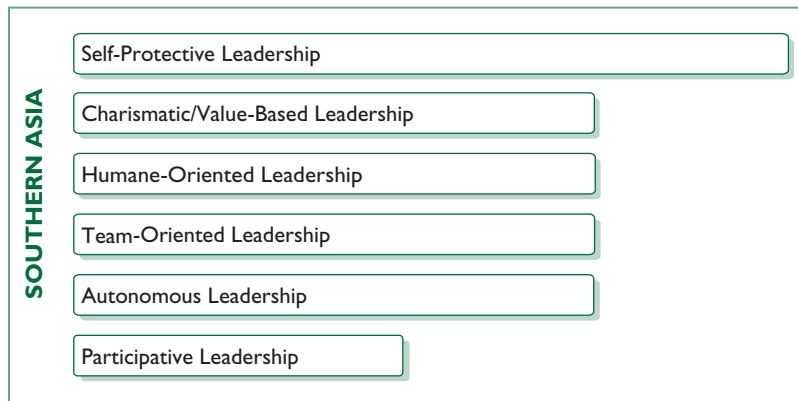 SOUTHERN ASIA
Self-Protective Leadership
Charismatic/Value-Based Leadership
Humane-Oriented Leadership
Team-Oriented Leadership
Autonomous Leadership
Participative Leadership